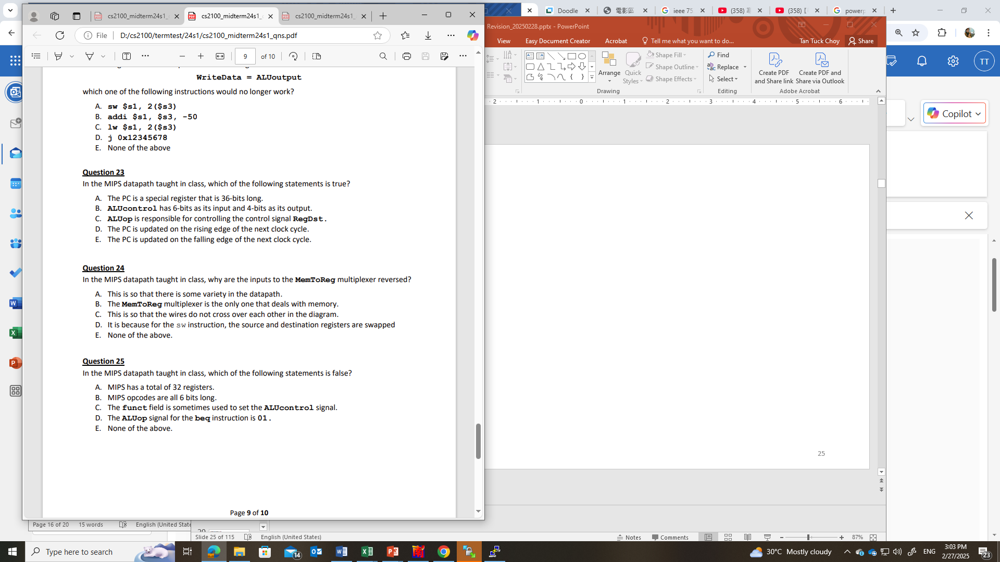 cs2100_midterm24s1_
cs2100_midterm24s1_
cs2100_midterm24s1_
File
D:/cs2100/termtest/24s1/cs2100_midterm24s1_qns.pdf
9
of 10
WriteData = ALUoutput
which one of the following instructions would no longer work?
A. sw $s1, 2($s3)
B. addi $s1, $s3, -50
C. lw $s1, 2($s3)
D. j 0x12345678
E. None of the above
Question 23
In the MIPS datapath taught in class, which of the following statements is true?
A. The PC is a special register that is 36-bits long.
B. ALUcontrol has 6-bits as its input and 4-bits as its output.
C. ALUop is responsible for controlling the control signal RegDst.
D. The PC is updated on the rising edge of the next clock cycle.
E. The PC is updated on the falling edge of the next clock cycle.
Question 24
In the MIPS datapath taught in class, why are the inputs to the MemToReg multiplexer reversed?
A. This is so that there is some variety in the datapath.
B. The MemToReg multiplexer is the only one that deals with memory.
C. This is so that the wires do not cross over each other in the diagram.
D. It is because for the sw instruction, the source and destination registers are swapped
E. None of the above.
Question 25
In the MIPS datapath taught in class, which of the following statements is false?
A. MIPS has a total of 32 registers.
B. MIPS opcodes are all 6 bits long.
C. The funct field is sometimes used to set the ALUcontrol signal.
D. The ALUop signal for the beq instruction is 01.
E. None of the above.
Page 9 of 10
Doodle
電影區
ieee 75
(358)
(358)
powerp
Revision_20250228.pptx - PowerPoint
View
Easy Document Creator
Acrobat
Tell me what you want to do...
Tan Tuck Choy
Share
Arrange
Quick Styles
Shape Fill
Shape Outline
Shape Effects
Drawing
Find
Replace
Select
Editing
Create PDF and Share link
Create PDF and Share via Outlook
Adobe Acrobat
2 1 0 1 2 3 4 5 6
TT
Copilot
25
Page 16 of 20
15 words
English (United State
Slide 25 of 115
English (United States)
Notes
Comments
87%
Type here to search
14
30°C Mostly cloudy
ENG
3:03 PM
2/27/2025
23